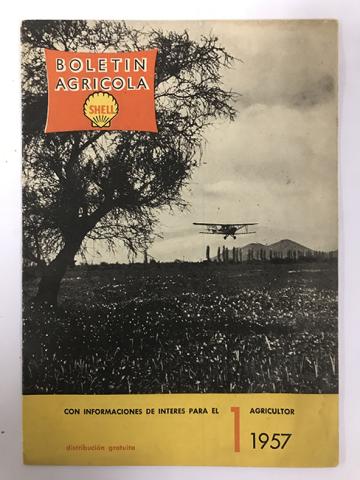 BOLETIN
AGRICOLA
SHELL
CON INFORMACIONES DE INTERES PARA EL 1 AGRICULTOR
distribución gratuita 1957